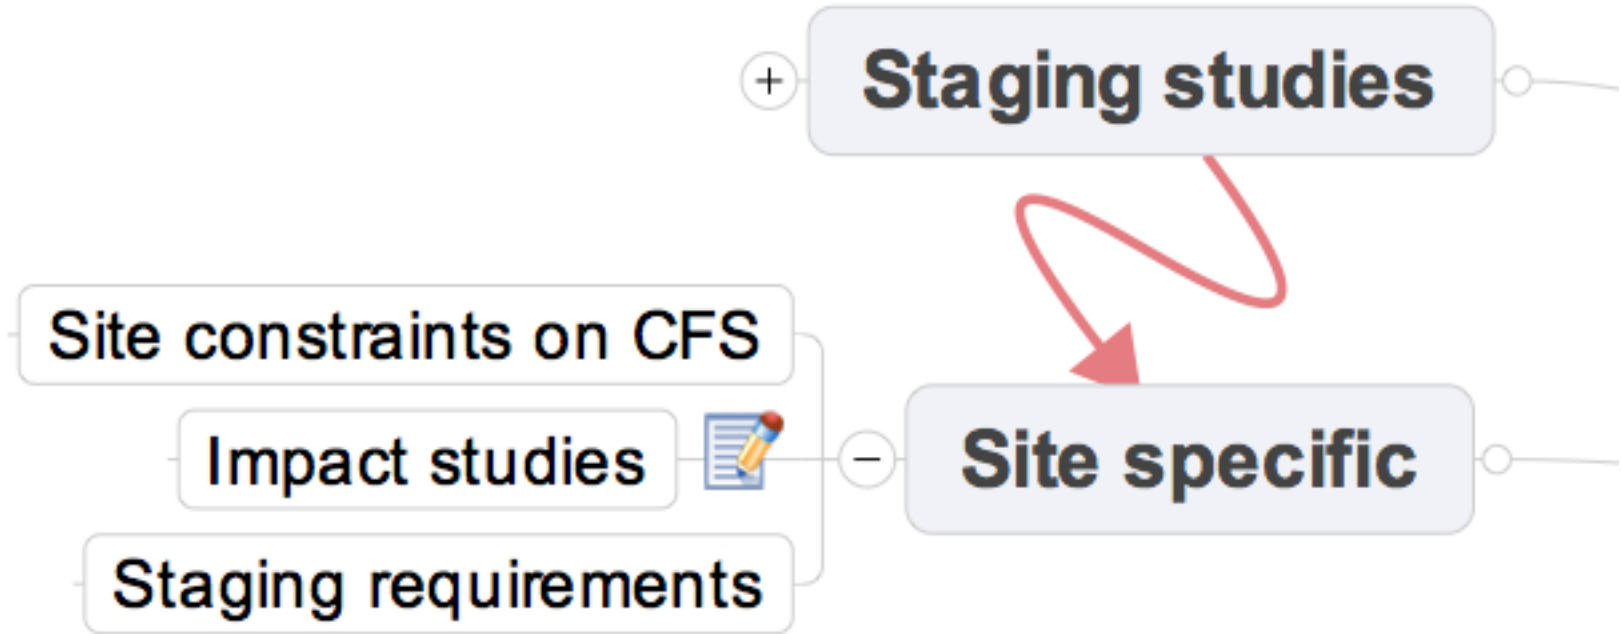 Staging studies
Site constraints on CFS
Impact studies
Site specific
Staging requirements